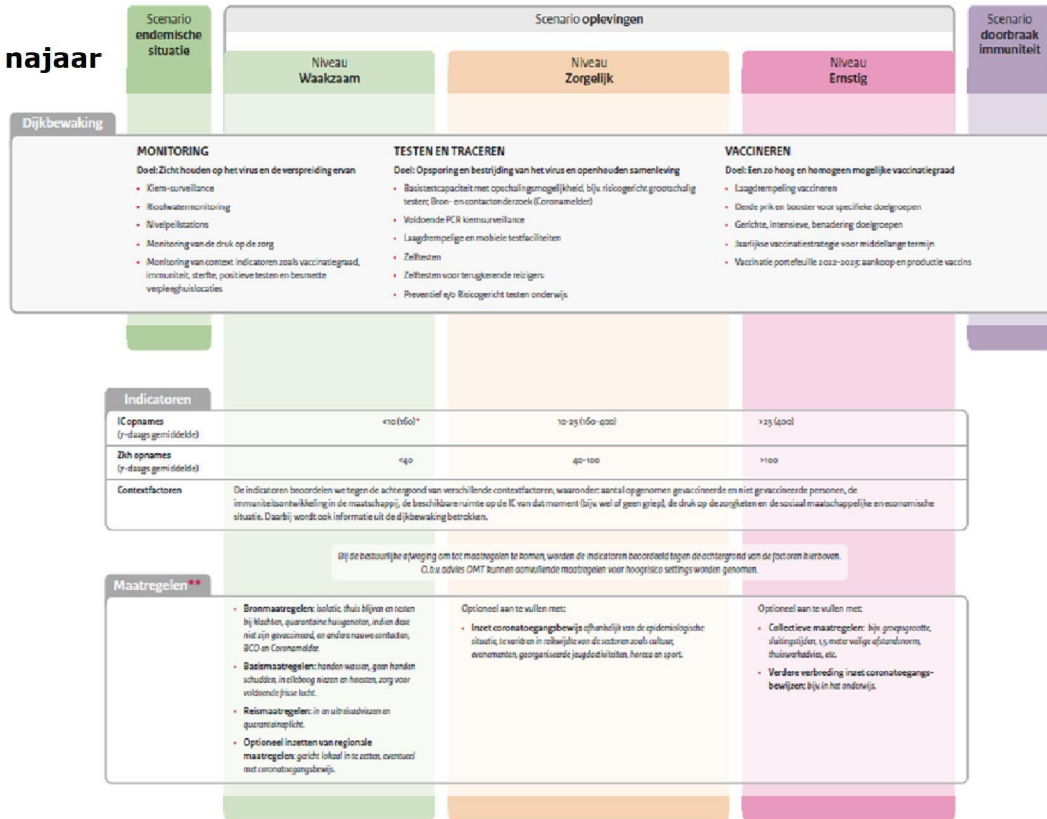 najaar
Scenario
endemische
situatie
Scenario oplevingen
Scenario
doorbraak
immuniteit
Niveau
Waakzaam
Niveau
Zorgelijk
Niveau
Ernstig
Dijkbewaking
MONITORING
Doel: Zicht houden op het virus en de verspreiding ervan
• Kiem-surveillance
• Rioolwatermonitoring
• Nivelpeilstations
• Monitoring van de druk op de zorg
• Monitoring van context indicatoren zoals vaccinatiegraad,
immuniteit, sterfte, positieve testen en besmette
verpleeghuislocaties
TESTEN EN TRACEREN
Doel: Opsporing en bestrijding van het virus en openhouden samenleving
• Basistestcapaciteit met opschalingsmogelijkheid, bijv. risicogericht grootschalig
testen; Bron- en contactonderzoek (Coronamelder)
• Voldoende PCR kiemsurveillance
• Laagdrempelige en mobiele testfaciliteiten
• Zelftesten
• Zelftesten voor terugkerende reizigers
• Preventief e/o Risicogericht testen onderwijs
VACCINEREN
Doel: Een zo hoog en homogeen mogelijke vaccinatiegraad
• Laagdrempelig vaccineren
• Derde prik en booster voor specifieke doelgroepen
• Gerichte, intensieve, benadering doelgroepen
• Jaarlijkse vaccinatiestrategie voor middellange termijn
• Vaccinatie portefeuille 2022-2023: aankoop en productie vaccins
Indicatoren
IC opnames
(7-daags gemiddelde)
<10 (160)*
10-25 (160-400)
>25 (400)
Zkh opnames
(7-daags gemiddelde)
<40
40-100
>100
Contextfactoren
De indicatoren beoordelen we tegen de achtergrond van verschillende contextfactoren, waaronder: aantal opgenomen gevaccineerde en niet gevaccineerde personen, de
immuniteitsontwikkeling in de maatschappij, de beschikbare ruimte op de IC van dat moment (bijv. wel of geen griep), de druk op de zorgketen en de sociaal maatschappelijke en economische
situatie. Daarbij wordt ook informatie uit de dijkbewaking betrokken.
Bij de bestuurlijke afweging om tot maatregelen te komen, worden de indicatoren beoordeeld tegen de achtergrond van de factoren hierboven.
O.b.v. advies OMT kunnen aanvullende maatregelen voor hoogrisico settings worden genomen.
Maatregelen**
• Bronmaatregelen: isolatie, thuis blijven en testen
bij klachten, quarantaine huisgenoten, indien deze
niet zijn gevaccineerd, en andere nauwe contacten,
BCO en Coronamelder.
• Basismaatregelen: handen wassen, geen handen
schudden, in elleboog niezen en hoesten, zorg voor
voldoende frisse lucht.
• Reismaatregelen: in en uitreisadviezen en
quarantaineplicht.
• Optioneel inzetten van regionale
maatregelen: gericht lokaal in te zetten, eventueel
met coronatoegangsbewijs.
Optioneel aan te vullen met:
• Inzet coronatoegangsbewijs afhankelijk van de epidemiologische
situatie, te variëren in reikwijdte van de sectoren zoals cultuur,
evenementen, georganiseerde jeugdactiviteiten, horeca en sport.
Optioneel aan te vullen met:
• Collectieve maatregelen: bijv. groepsgrootte,
sluitingstijden, 1,5 meter veilige afstandsnorm,
thuiswerkadvies, etc.
• Verdere verbreding inzet coronatoegangs-
bewijzen: bijv. in het onderwijs.